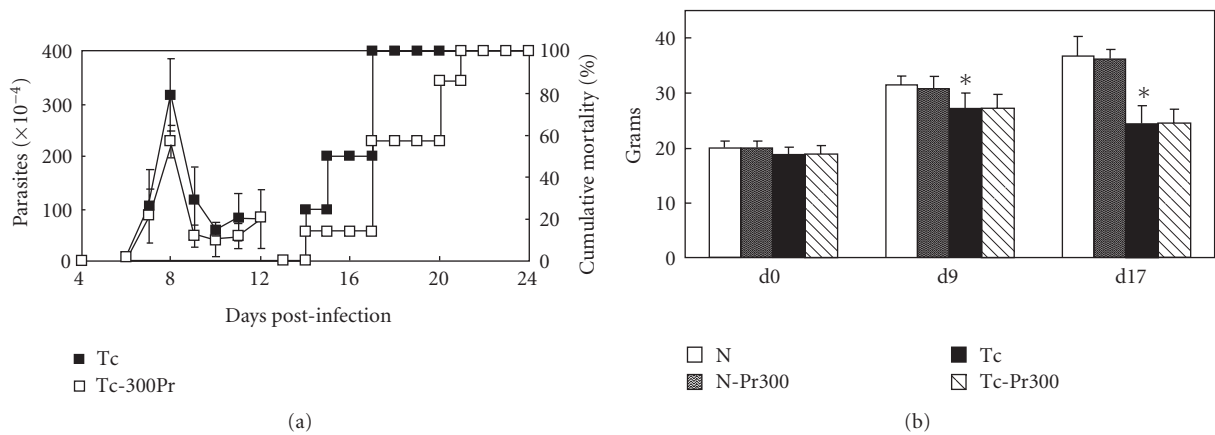 400
300
200
100
0
Parasites (×10⁻⁴)
100
80
60
40
20
0
Cumulative mortality (%)
4 8 12 16 20 24
Days post-infection
Tc
Tc-300Pr
(a)
40
30
20
10
0
Grams
* *
d0 d9 d17
N Tc
N-Pr300 Tc-Pr300
(b)